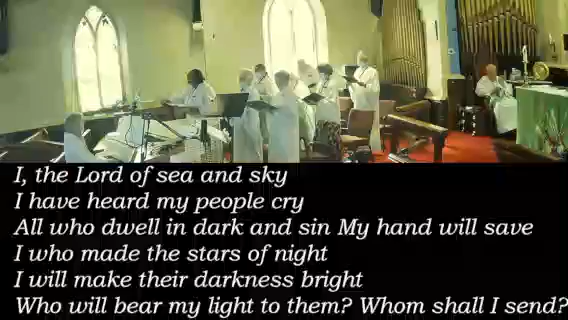 I, the Lord of sea and sky
I have heard my people cry
All who dwell in dark and sin My hand will save
I who made the stars of night
I will make their darkness bright
Who will bear my light to them? Whom shall I send?